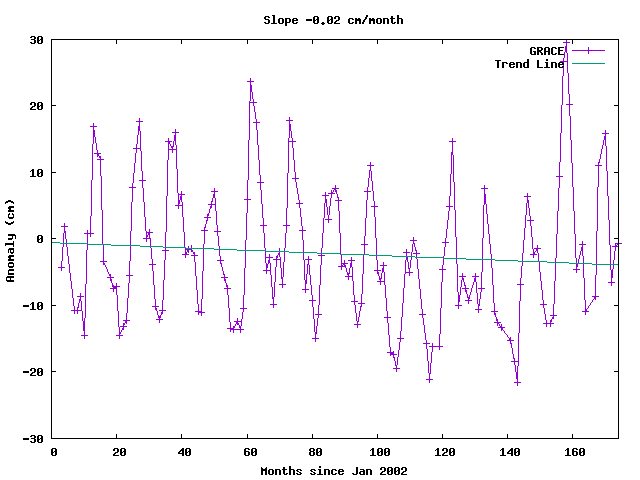 Slope -0.02 cm/month
GRACE
Trend Line
30
20
10
0
-10
-20
-30
Anomaly (cm)
0 20 40 60 80 100 120 140 160
Months since Jan 2002